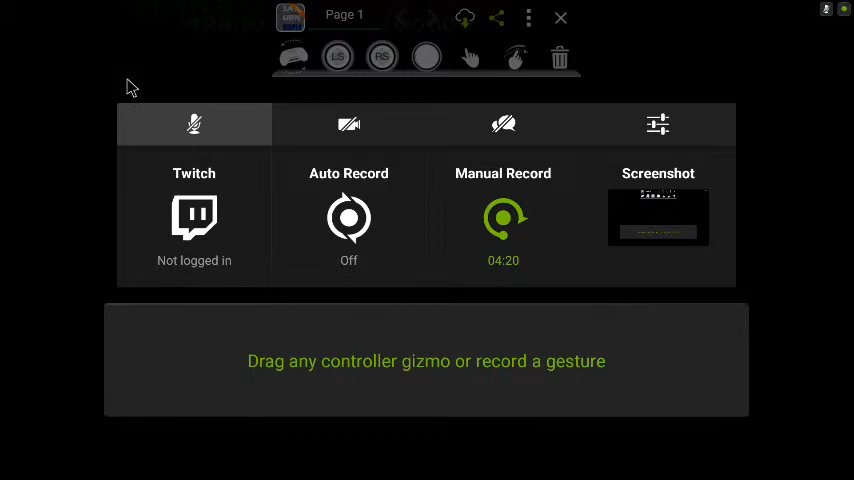 Page 1
LS RS
Twitch Auto Record Manual Record Screenshot
Not logged in Off 04:20
Drag any controller gizmo or record a gesture